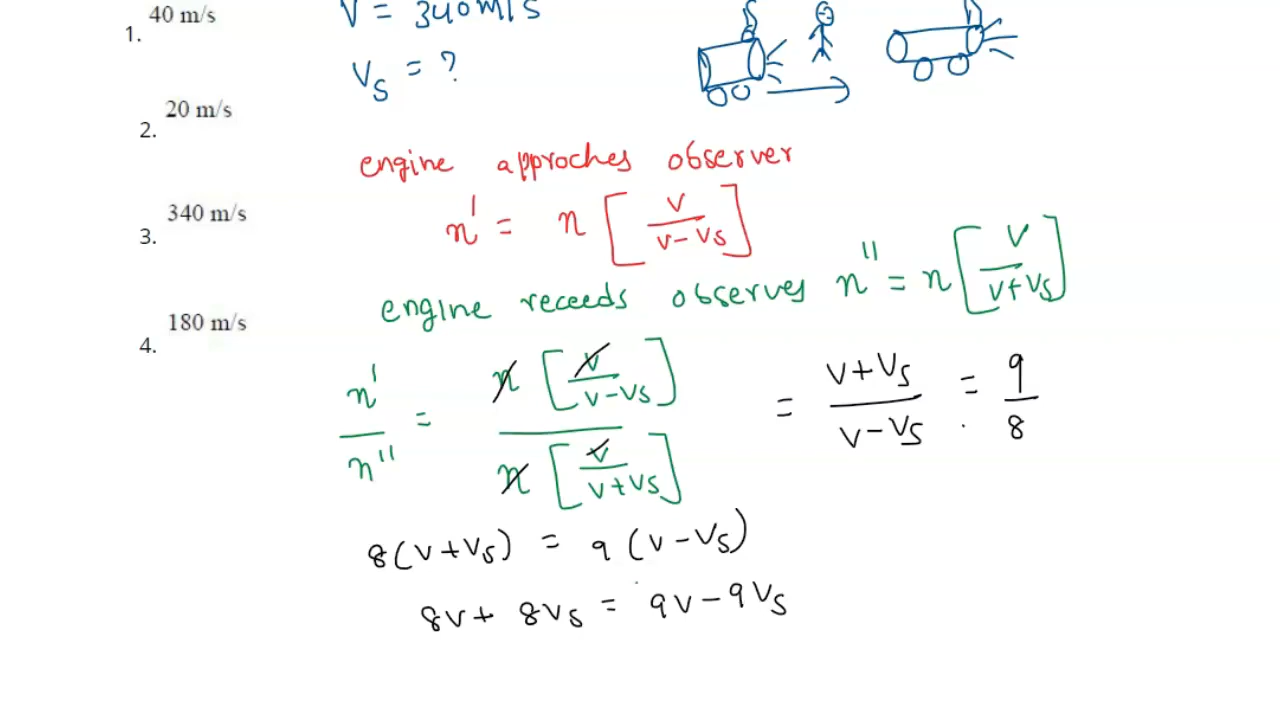 40 m/s
1.
V = 340 m/s
Vs = ?
20 m/s
2.
engine approches observer
n' = n [ V / V - Vs ]
340 m/s
3.
engine receeds observes n'' = n [ V / V + Vs ]
180 m/s
4.
n' / n'' = n [ V / V - Vs ] / n [ V / V + Vs ] = V + Vs / V - Vs = 9 / 8
8(V + Vs) = 9 (V - Vs)
8V + 8Vs = 9V - 9Vs